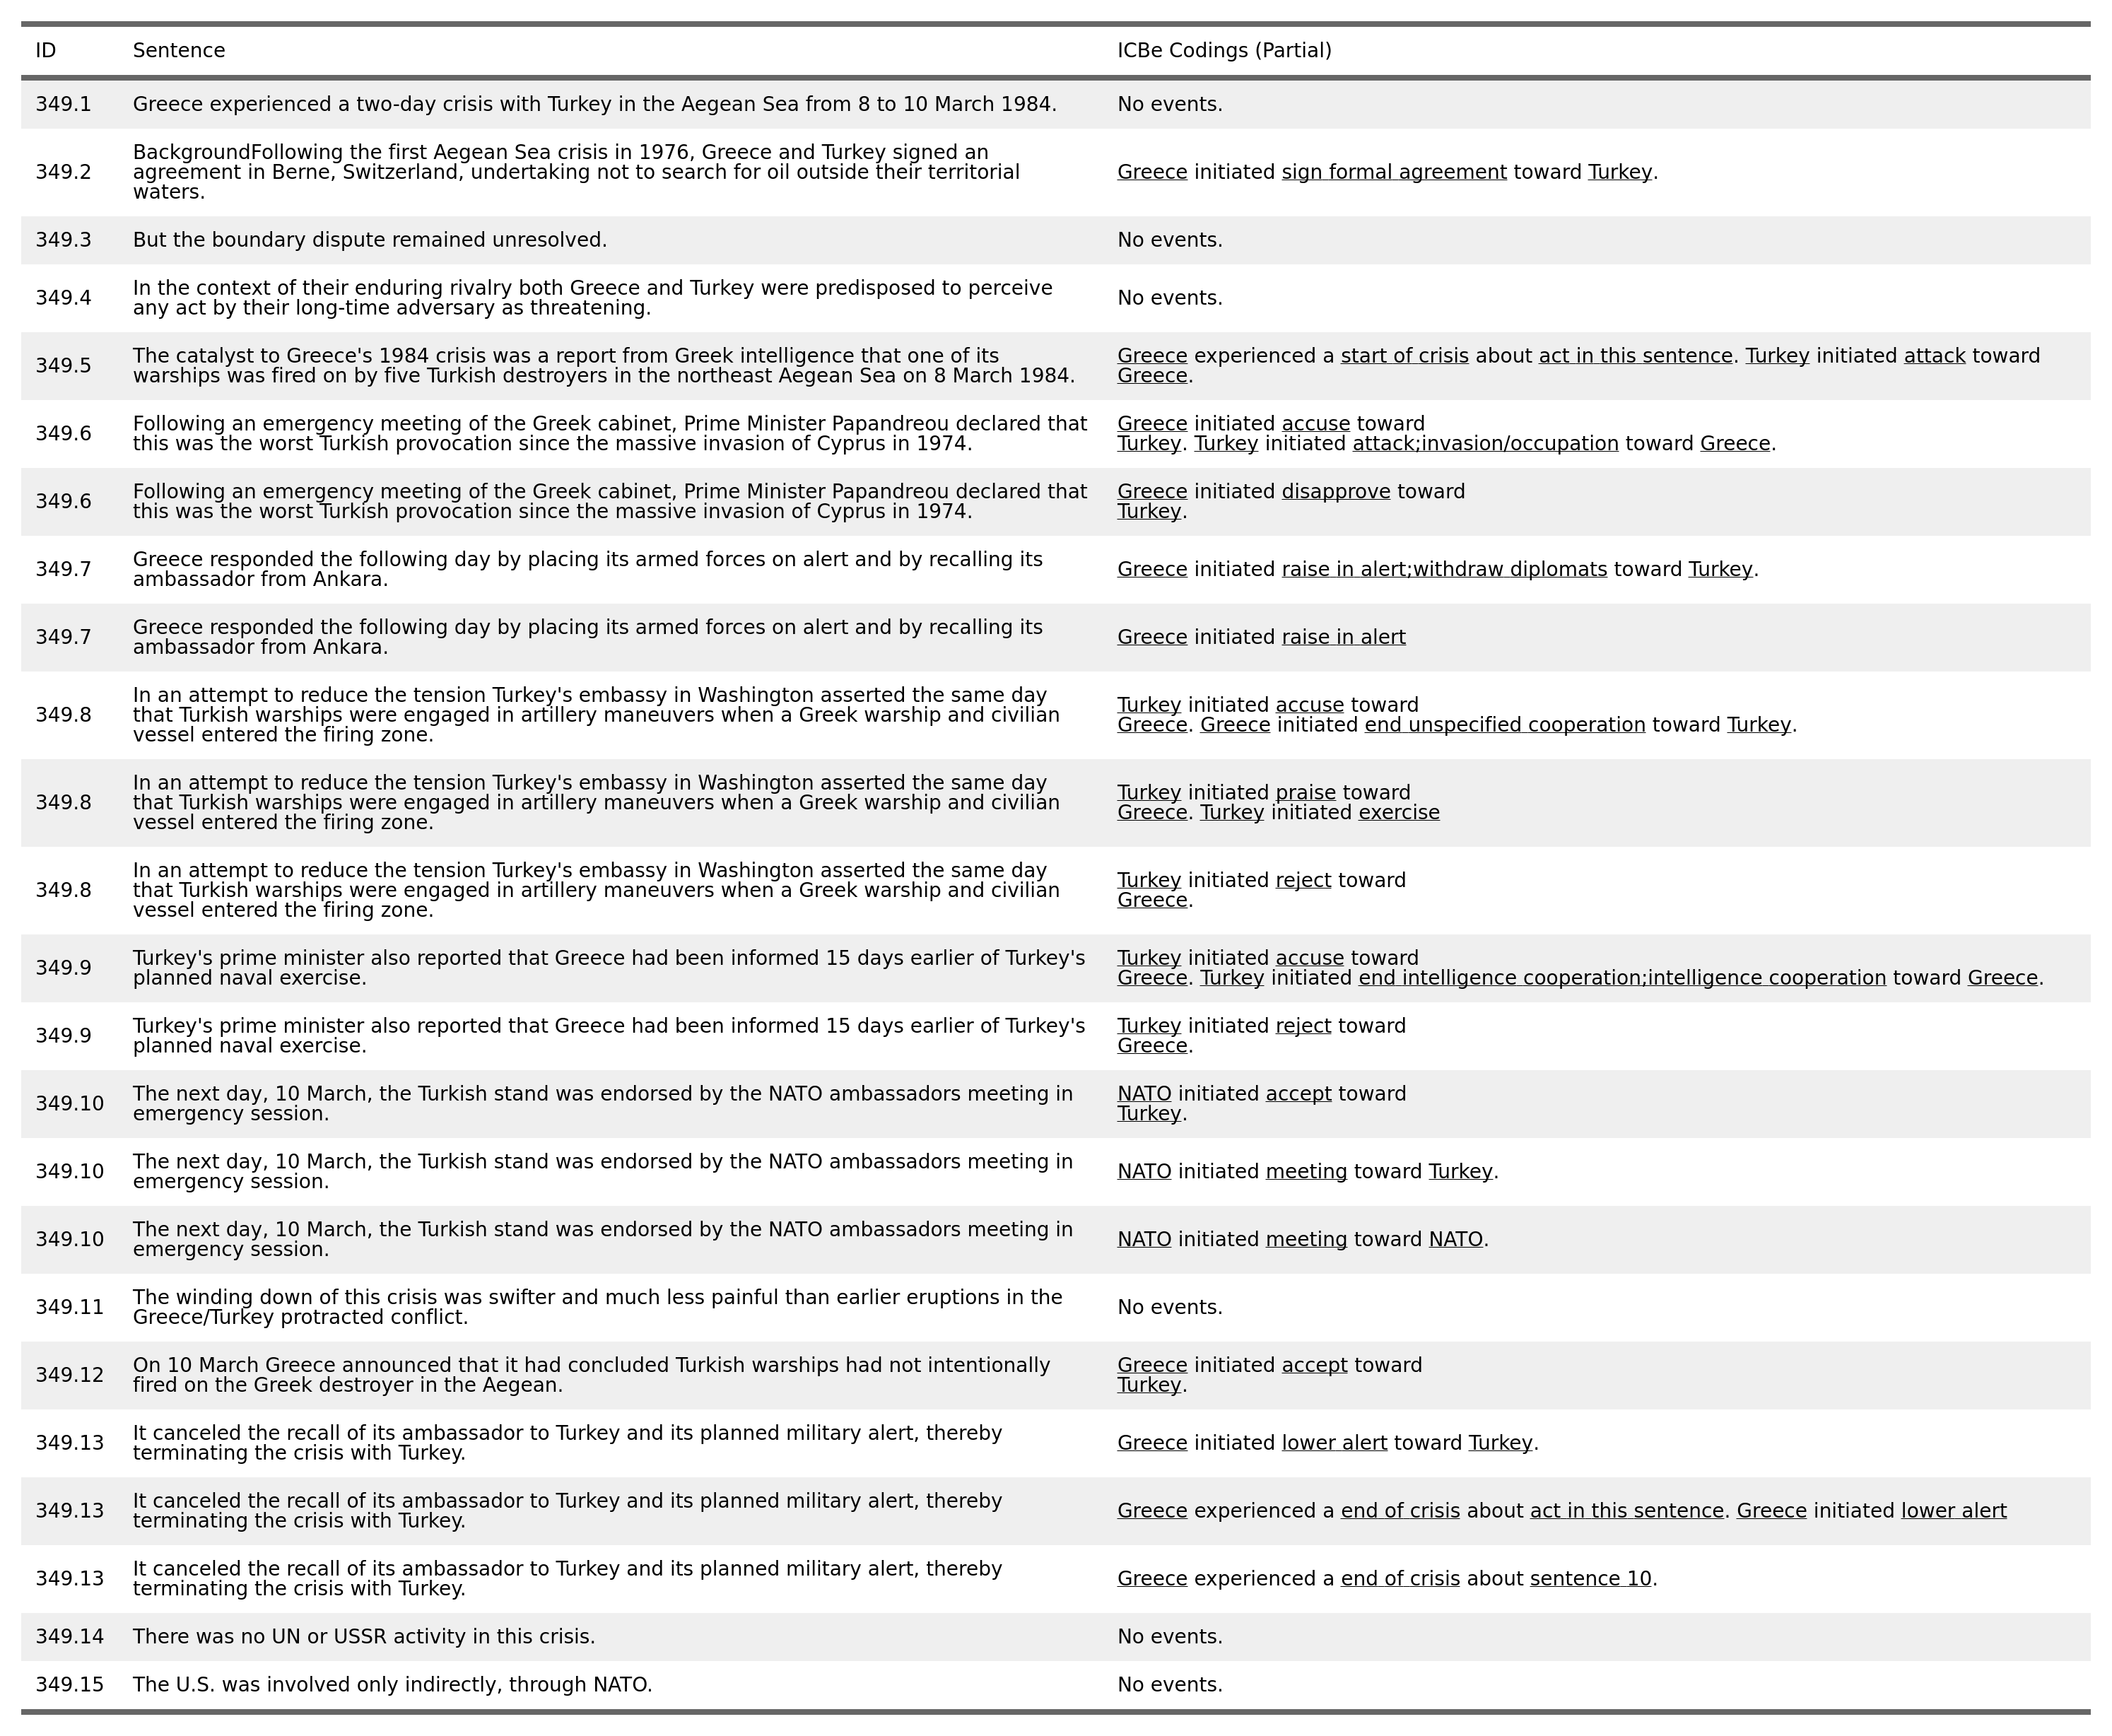 ID Sentence ICBe Codings (Partial)
349.1 Greece experienced a two-day crisis with Turkey in the Aegean Sea from 8 to 10 March 1984. No events.
349.2 BackgroundFollowing the first Aegean Sea crisis in 1976, Greece and Turkey signed an
agreement in Berne, Switzerland, undertaking not to search for oil outside their territorial
waters.
Greece initiated sign formal agreement toward Turkey.
349.3 But the boundary dispute remained unresolved. No events.
349.4 In the context of their enduring rivalry both Greece and Turkey were predisposed to perceive
any act by their long-time adversary as threatening.
No events.
349.5 The catalyst to Greece's 1984 crisis was a report from Greek intelligence that one of its
warships was fired on by five Turkish destroyers in the northeast Aegean Sea on 8 March 1984.
Greece experienced a start of crisis about act in this sentence. Turkey initiated attack toward
Greece.
349.6 Following an emergency meeting of the Greek cabinet, Prime Minister Papandreou declared that
this was the worst Turkish provocation since the massive invasion of Cyprus in 1974.
Greece initiated accuse toward
Turkey. Turkey initiated attack;invasion/occupation toward Greece.
349.6 Following an emergency meeting of the Greek cabinet, Prime Minister Papandreou declared that
this was the worst Turkish provocation since the massive invasion of Cyprus in 1974.
Greece initiated disapprove toward
Turkey.
349.7 Greece responded the following day by placing its armed forces on alert and by recalling its
ambassador from Ankara.
Greece initiated raise in alert;withdraw diplomats toward Turkey.
349.7 Greece responded the following day by placing its armed forces on alert and by recalling its
ambassador from Ankara.
Greece initiated raise in alert
349.8 In an attempt to reduce the tension Turkey's embassy in Washington asserted the same day
that Turkish warships were engaged in artillery maneuvers when a Greek warship and civilian
vessel entered the firing zone.
Turkey initiated accuse toward
Greece. Greece initiated end unspecified cooperation toward Turkey.
349.8 In an attempt to reduce the tension Turkey's embassy in Washington asserted the same day
that Turkish warships were engaged in artillery maneuvers when a Greek warship and civilian
vessel entered the firing zone.
Turkey initiated praise toward
Greece. Turkey initiated exercise
349.8 In an attempt to reduce the tension Turkey's embassy in Washington asserted the same day
that Turkish warships were engaged in artillery maneuvers when a Greek warship and civilian
vessel entered the firing zone.
Turkey initiated reject toward
Greece.
349.9 Turkey's prime minister also reported that Greece had been informed 15 days earlier of Turkey's
planned naval exercise.
Turkey initiated accuse toward
Greece. Turkey initiated end intelligence cooperation;intelligence cooperation toward Greece.
349.9 Turkey's prime minister also reported that Greece had been informed 15 days earlier of Turkey's
planned naval exercise.
Turkey initiated reject toward
Greece.
349.10 The next day, 10 March, the Turkish stand was endorsed by the NATO ambassadors meeting in
emergency session.
NATO initiated accept toward
Turkey.
349.10 The next day, 10 March, the Turkish stand was endorsed by the NATO ambassadors meeting in
emergency session.
NATO initiated meeting toward Turkey.
349.10 The next day, 10 March, the Turkish stand was endorsed by the NATO ambassadors meeting in
emergency session.
NATO initiated meeting toward NATO.
349.11 The winding down of this crisis was swifter and much less painful than earlier eruptions in the
Greece/Turkey protracted conflict.
No events.
349.12 On 10 March Greece announced that it had concluded Turkish warships had not intentionally
fired on the Greek destroyer in the Aegean.
Greece initiated accept toward
Turkey.
349.13 It canceled the recall of its ambassador to Turkey and its planned military alert, thereby
terminating the crisis with Turkey.
Greece initiated lower alert toward Turkey.
349.13 It canceled the recall of its ambassador to Turkey and its planned military alert, thereby
terminating the crisis with Turkey.
Greece experienced a end of crisis about act in this sentence. Greece initiated lower alert
349.13 It canceled the recall of its ambassador to Turkey and its planned military alert, thereby
terminating the crisis with Turkey.
Greece experienced a end of crisis about sentence 10.
349.14 There was no UN or USSR activity in this crisis. No events.
349.15 The U.S. was involved only indirectly, through NATO. No events.